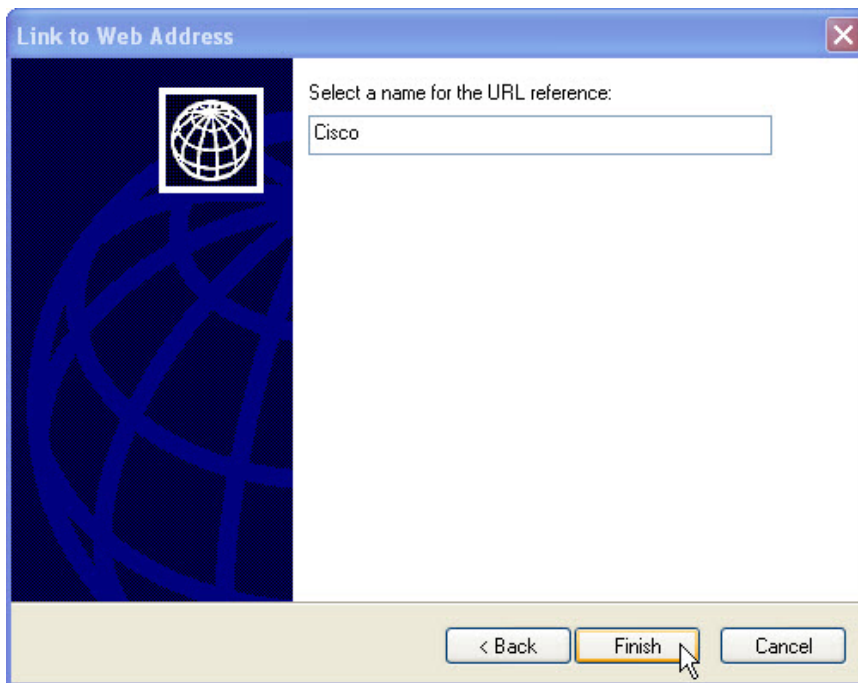 Link to Web Address
Select a name for the URL reference:
Cisco
< Back Finish Cancel